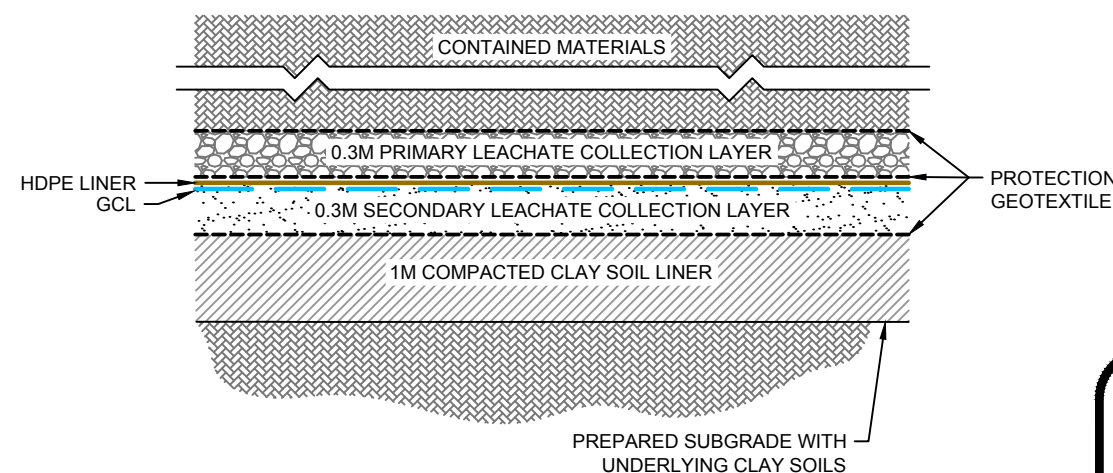 CONTAINED MATERIALS
0.3M PRIMARY LEACHATE COLLECTION LAYER
HDPE LINER
GCL
PROTECTION
GEOTEXTILE
0.3M SECONDARY LEACHATE COLLECTION LAYER
1M COMPACTED CLAY SOIL LINER
PREPARED SUBGRADE WITH
UNDERLYING CLAY SOILS